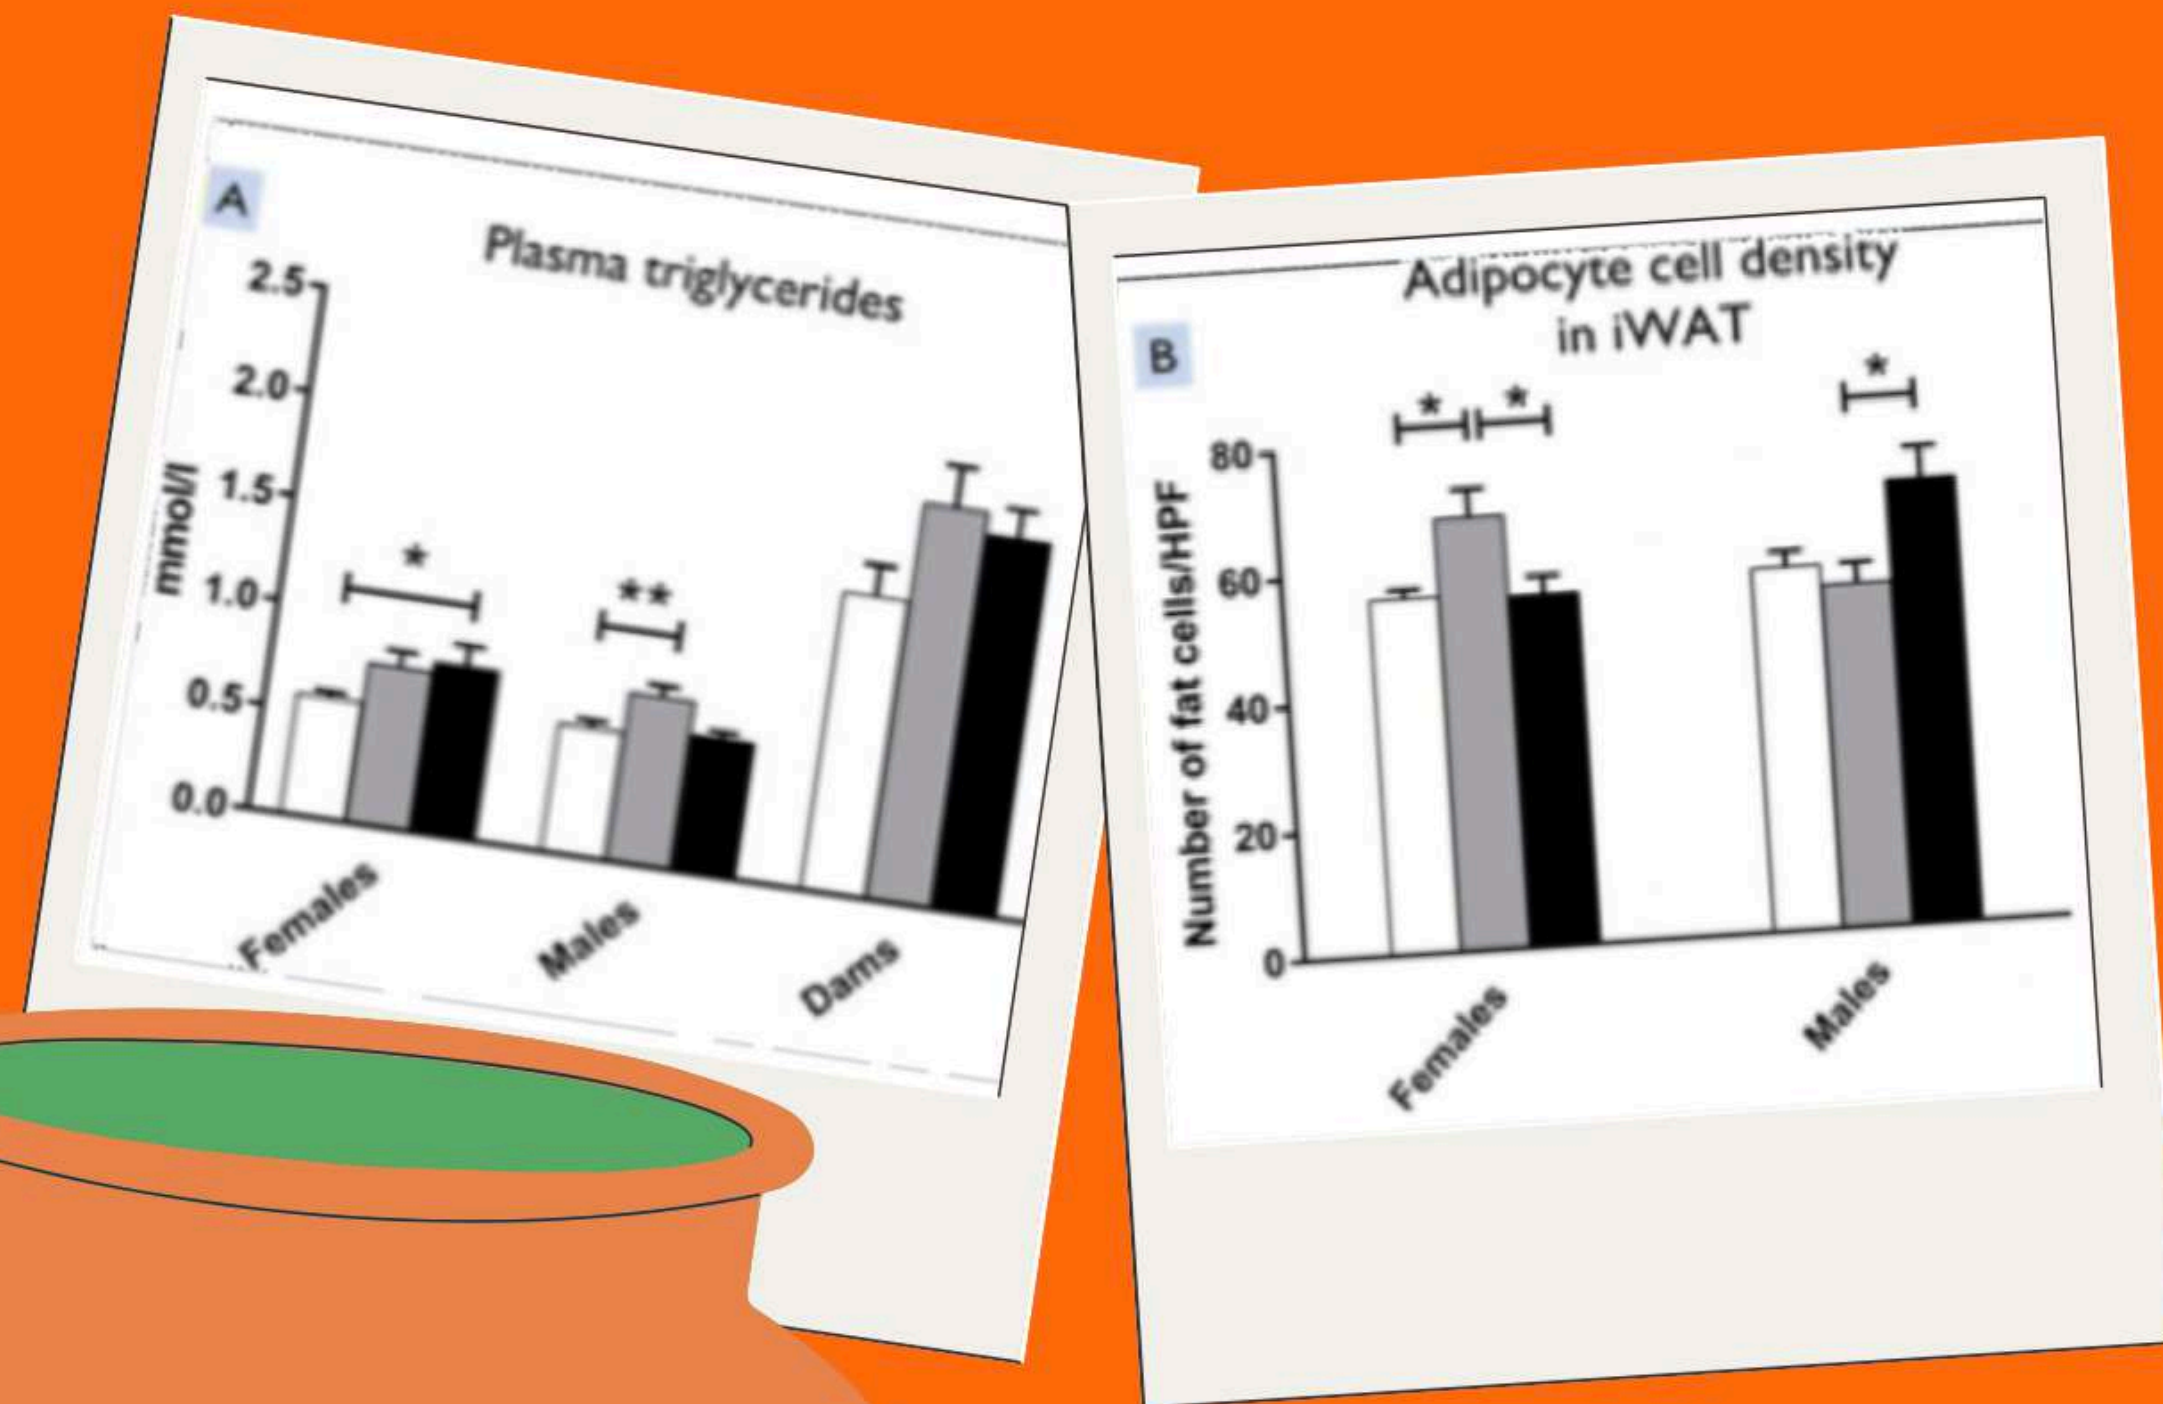 A
Plasma triglycerides
mmol/l
2.5
2.0
1.5
1.0
0.5
0.0
*
**
Females
Males
Dams
B
Adipocyte cell density
in iWAT
Number of fat cells/HPF
80
60
40
20
0
*
*
*
Females
Males